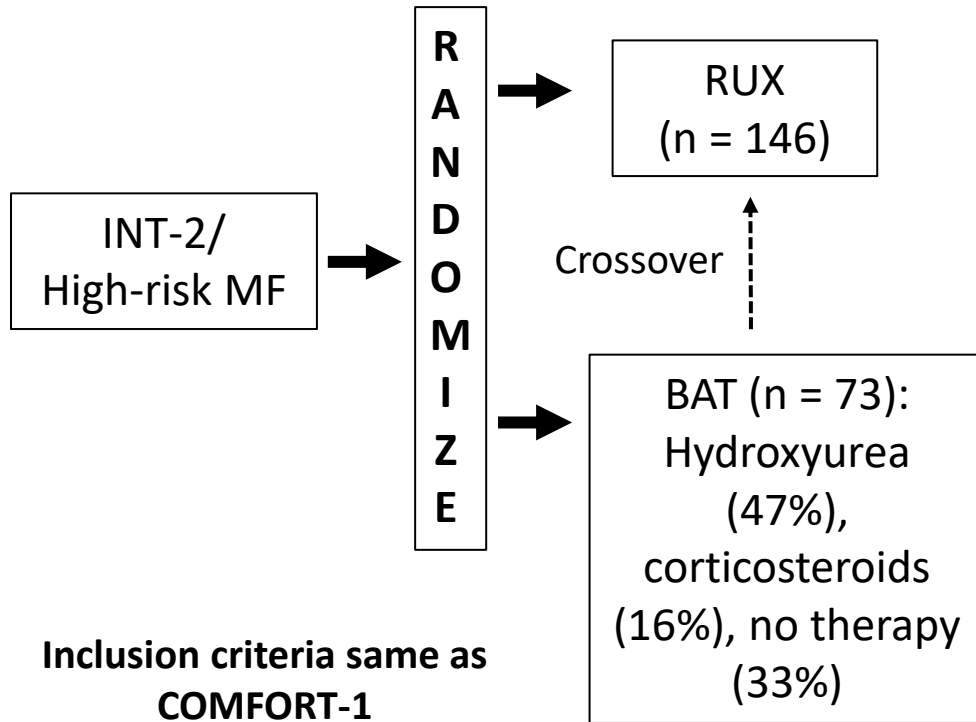 INT-2/
High-risk MF
R
A
N
D
O
M
I
Z
E
RUX
(n = 146)
Crossover
BAT (n = 73):
Hydroxyurea
(47%),
corticosteroids
(16%), no therapy
(33%)
Inclusion criteria same as
COMFORT-1